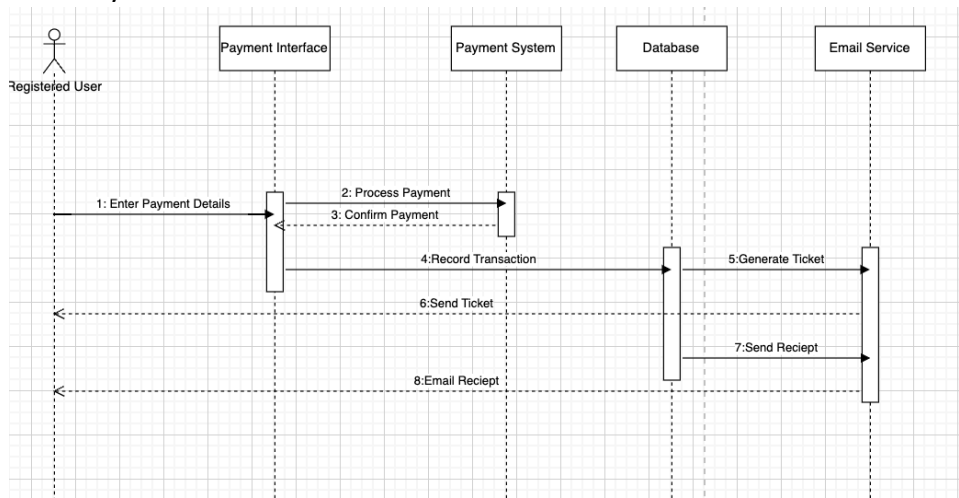 Payment Interface
Payment System
Database
Email Service
Registered User
1: Enter Payment Details
2: Process Payment
3: Confirm Payment
4:Record Transaction
5:Generate Ticket
6:Send Ticket
7:Send Reciept
8:Email Reciept